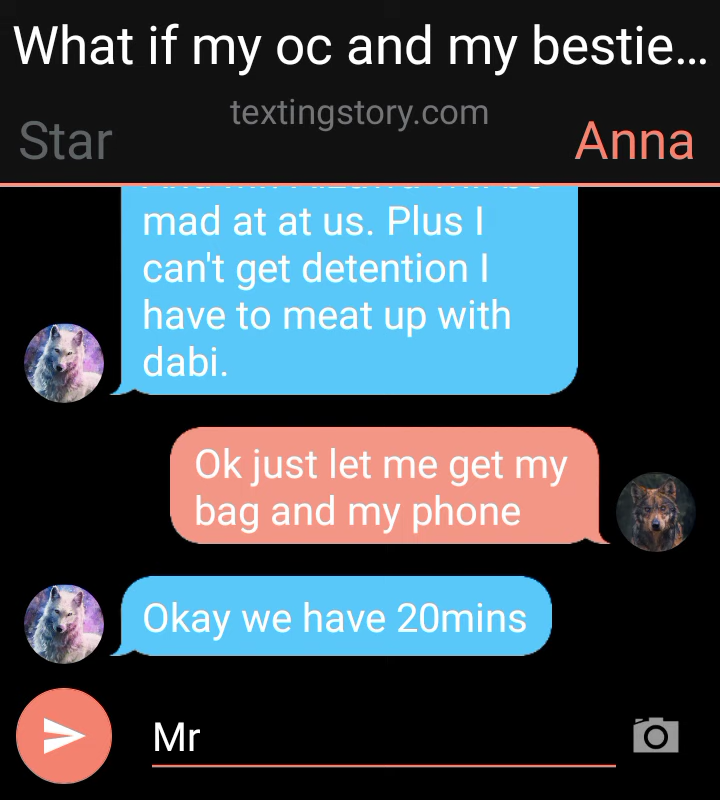 What if my oc and my bestie…
textingstory.com
Star
Anna
mad at at us. Plus I
can't get detention I
have to meat up with
dabi.
Ok just let me get my
bag and my phone
Okay we have 20mins
Mr